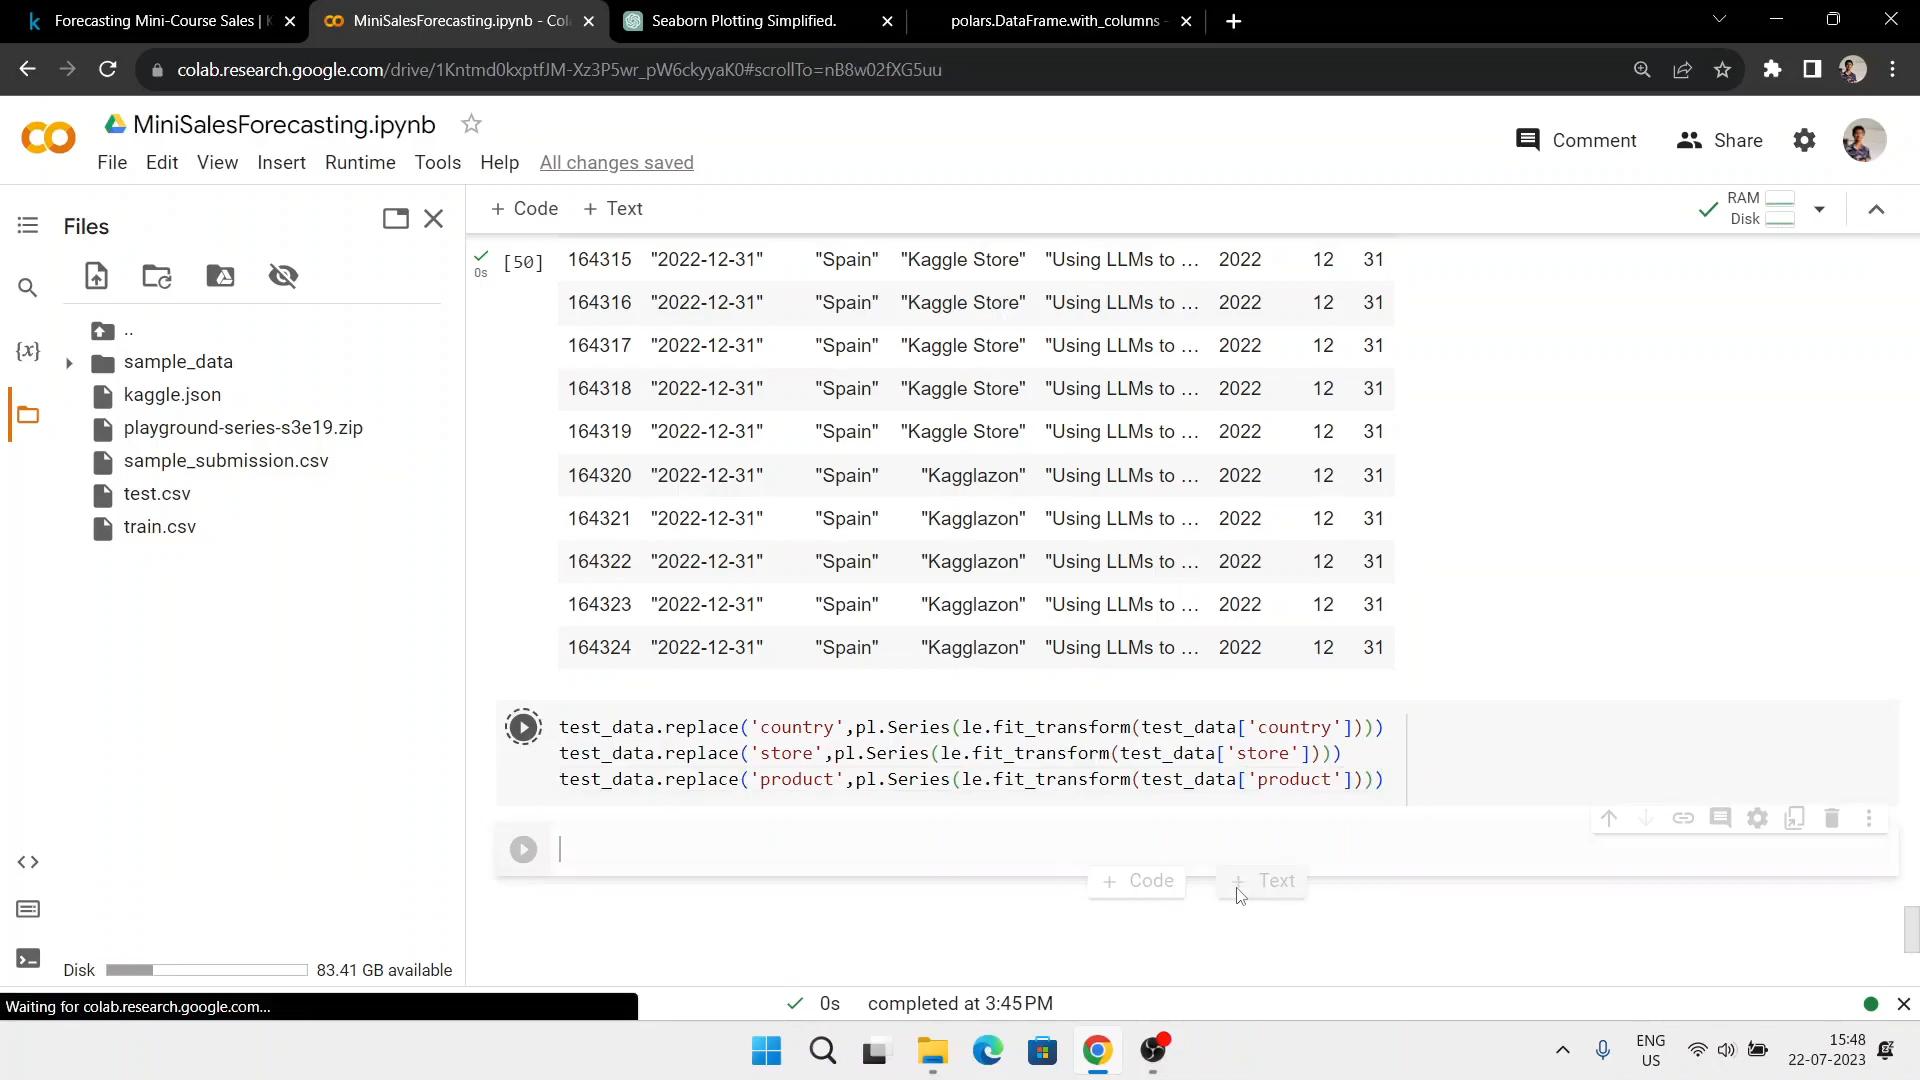 Forecasting Mini-Course Sales |
MiniSalesForecasting.ipynb - Col
Seaborn Plotting Simplified.
polars.DataFrame.with_columns -
colab.research.google.com/drive/1Kntmd0kxptfJM-Xz3P5wr_pW6ckyyaK0#scrollTo=nB8w02fXG5uu
MiniSalesForecasting.ipynb
Comment
Share
File Edit View Insert Runtime Tools Help All changes saved
Files
+ Code + Text
RAM
Disk
..
sample_data
kaggle.json
playground-series-s3e19.zip
sample_submission.csv
test.csv
train.csv
Disk 83.41 GB available
0s
[50]
164315 "2022-12-31" "Spain" "Kaggle Store" "Using LLMs to ... 2022 12 31
164316 "2022-12-31" "Spain" "Kaggle Store" "Using LLMs to ... 2022 12 31
164317 "2022-12-31" "Spain" "Kaggle Store" "Using LLMs to ... 2022 12 31
164318 "2022-12-31" "Spain" "Kaggle Store" "Using LLMs to ... 2022 12 31
164319 "2022-12-31" "Spain" "Kaggle Store" "Using LLMs to ... 2022 12 31
164320 "2022-12-31" "Spain" "Kagglazon" "Using LLMs to ... 2022 12 31
164321 "2022-12-31" "Spain" "Kagglazon" "Using LLMs to ... 2022 12 31
164322 "2022-12-31" "Spain" "Kagglazon" "Using LLMs to ... 2022 12 31
164323 "2022-12-31" "Spain" "Kagglazon" "Using LLMs to ... 2022 12 31
164324 "2022-12-31" "Spain" "Kagglazon" "Using LLMs to ... 2022 12 31
test_data.replace('country',pl.Series(le.fit_transform(test_data['country'])))
test_data.replace('store',pl.Series(le.fit_transform(test_data['store'])))
test_data.replace('product',pl.Series(le.fit_transform(test_data['product'])))
+ Code + Text
Waiting for colab.research.google.com...
0s completed at 3:45 PM
ENG
US
15:48
22-07-2023